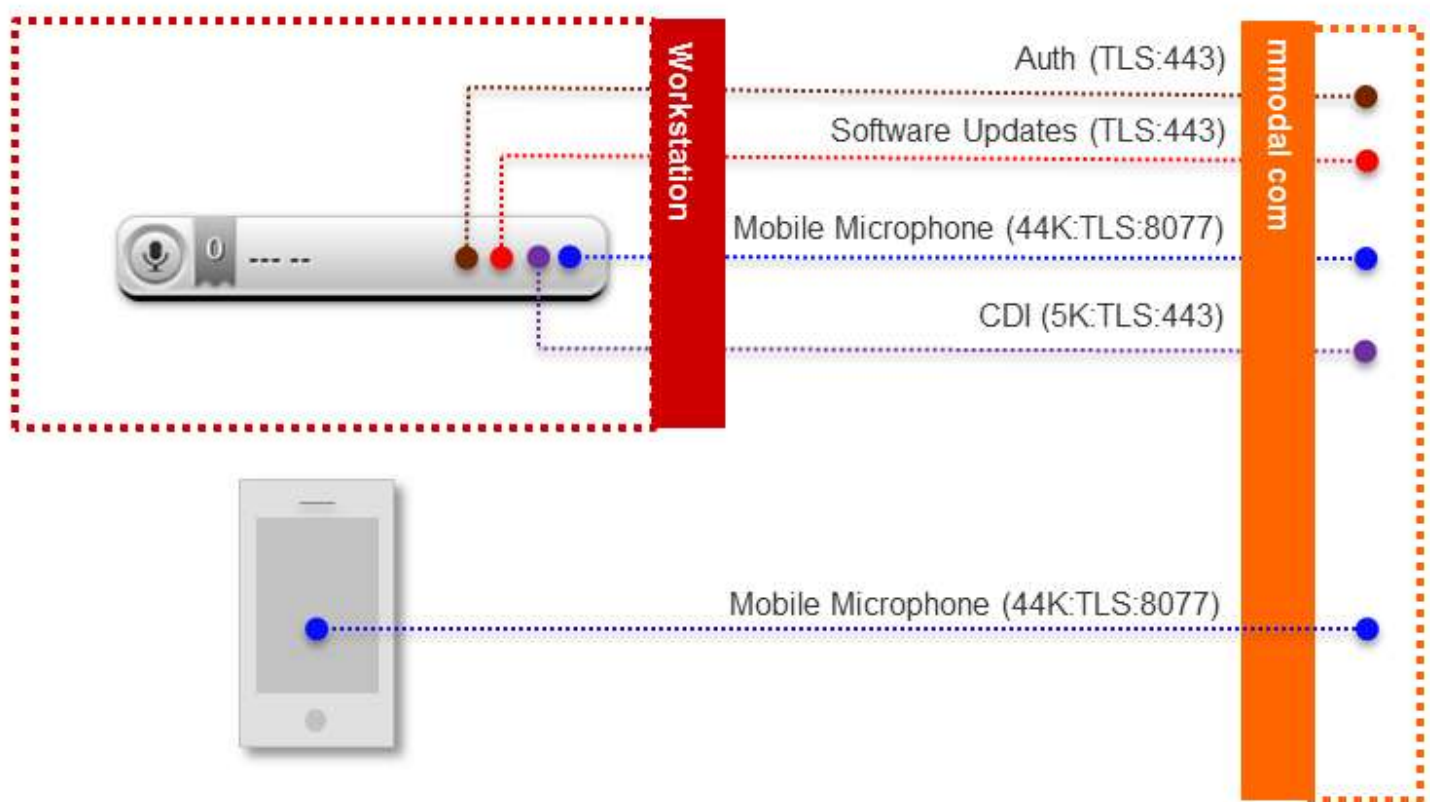 Workstation
mmodal com
Auth (TLS:443)
Software Updates (TLS:443)
0
--- --
Mobile Microphone (44K:TLS:8077)
CDI (5K:TLS:443)
Mobile Microphone (44K:TLS:8077)